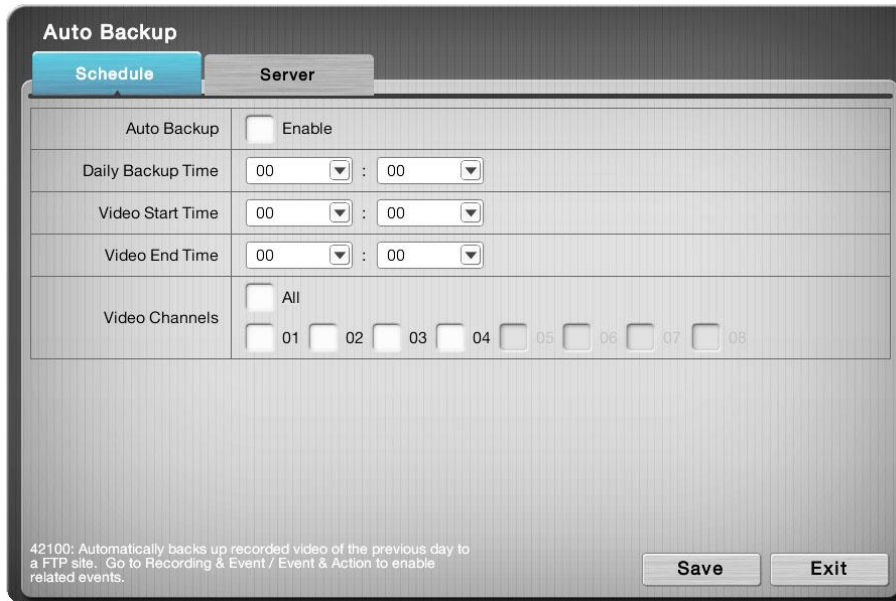 Auto Backup
Schedule Server
Auto Backup Enable
Daily Backup Time 00 : 00
Video Start Time 00 : 00
Video End Time 00 : 00
Video Channels All
01 02 03 04 05 06 07 08
42100: Automatically backs up recorded video of the previous day to
a FTP site. Go to Recording & Event / Event & Action to enable
related events.
Save Exit